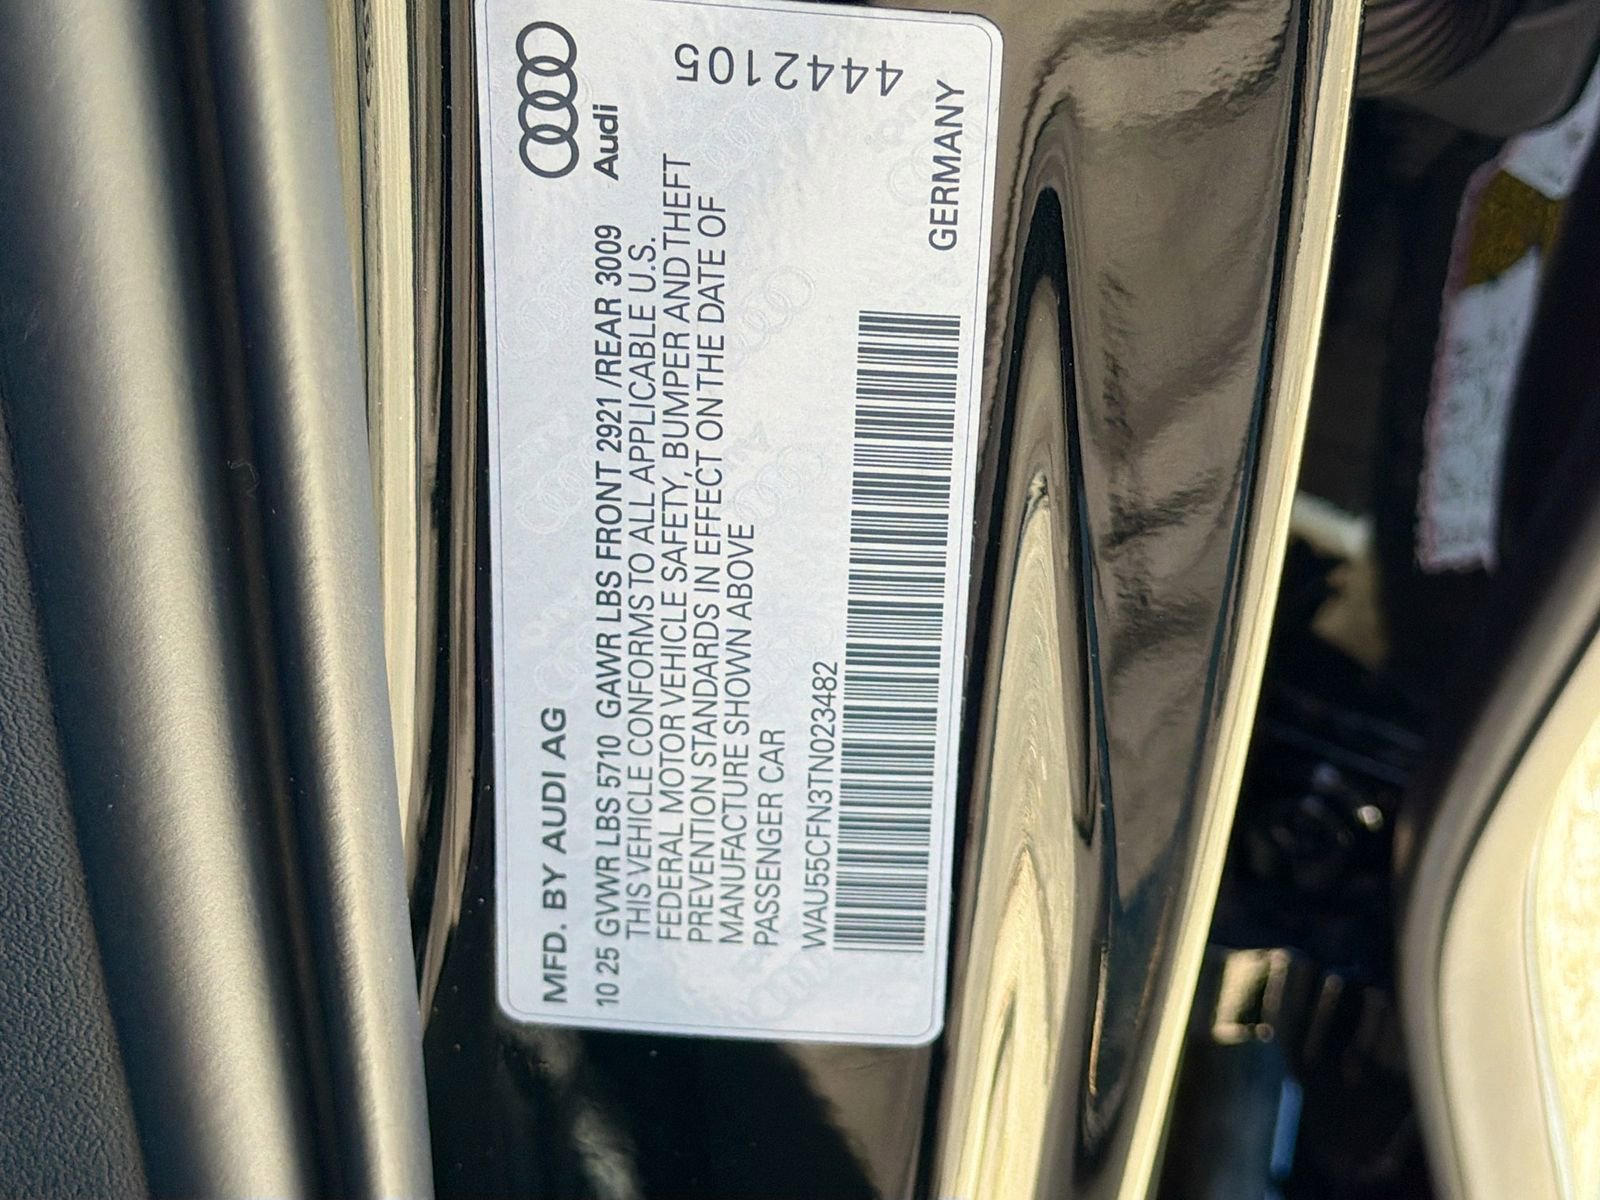 MFD. BY AUDI AG
Audi
10 25 GVWR LBS 5710 GAWR LBS FRONT 2921 /REAR 3009
THIS VEHICLE CONFORMS TO ALL APPLICABLE U.S.
FEDERAL MOTOR VEHICLE SAFETY, BUMPER AND THEFT
PREVENTION STANDARDS IN EFFECT ON THE DATE OF
MANUFACTURE SHOWN ABOVE
PASSENGER CAR
WAU55CFN3TN023482
GERMANY
4442105